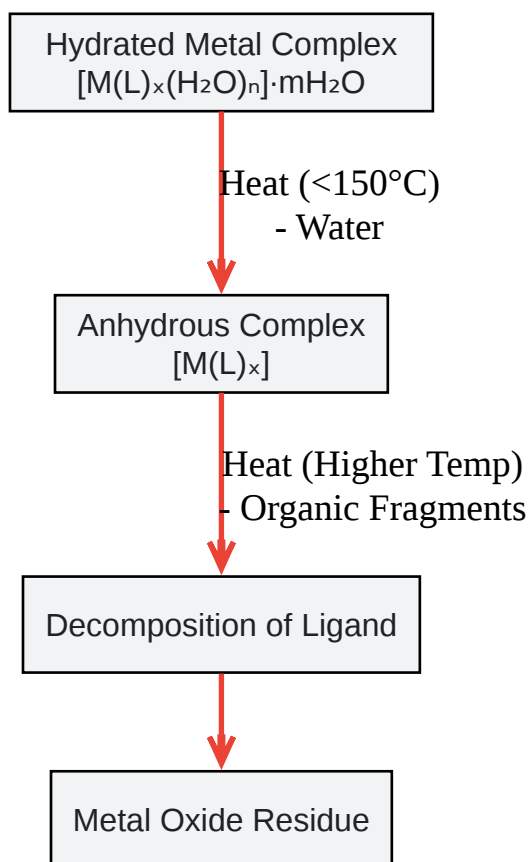 Hydrated Metal Complex
[M(L)ₓ(H₂O)ₙ]·mH₂O
Heat (<150°C)
- Water
Anhydrous Complex
[M(L)ₓ]
Heat (Higher Temp)
- Organic Fragments
Decomposition of Ligand
Metal Oxide Residue